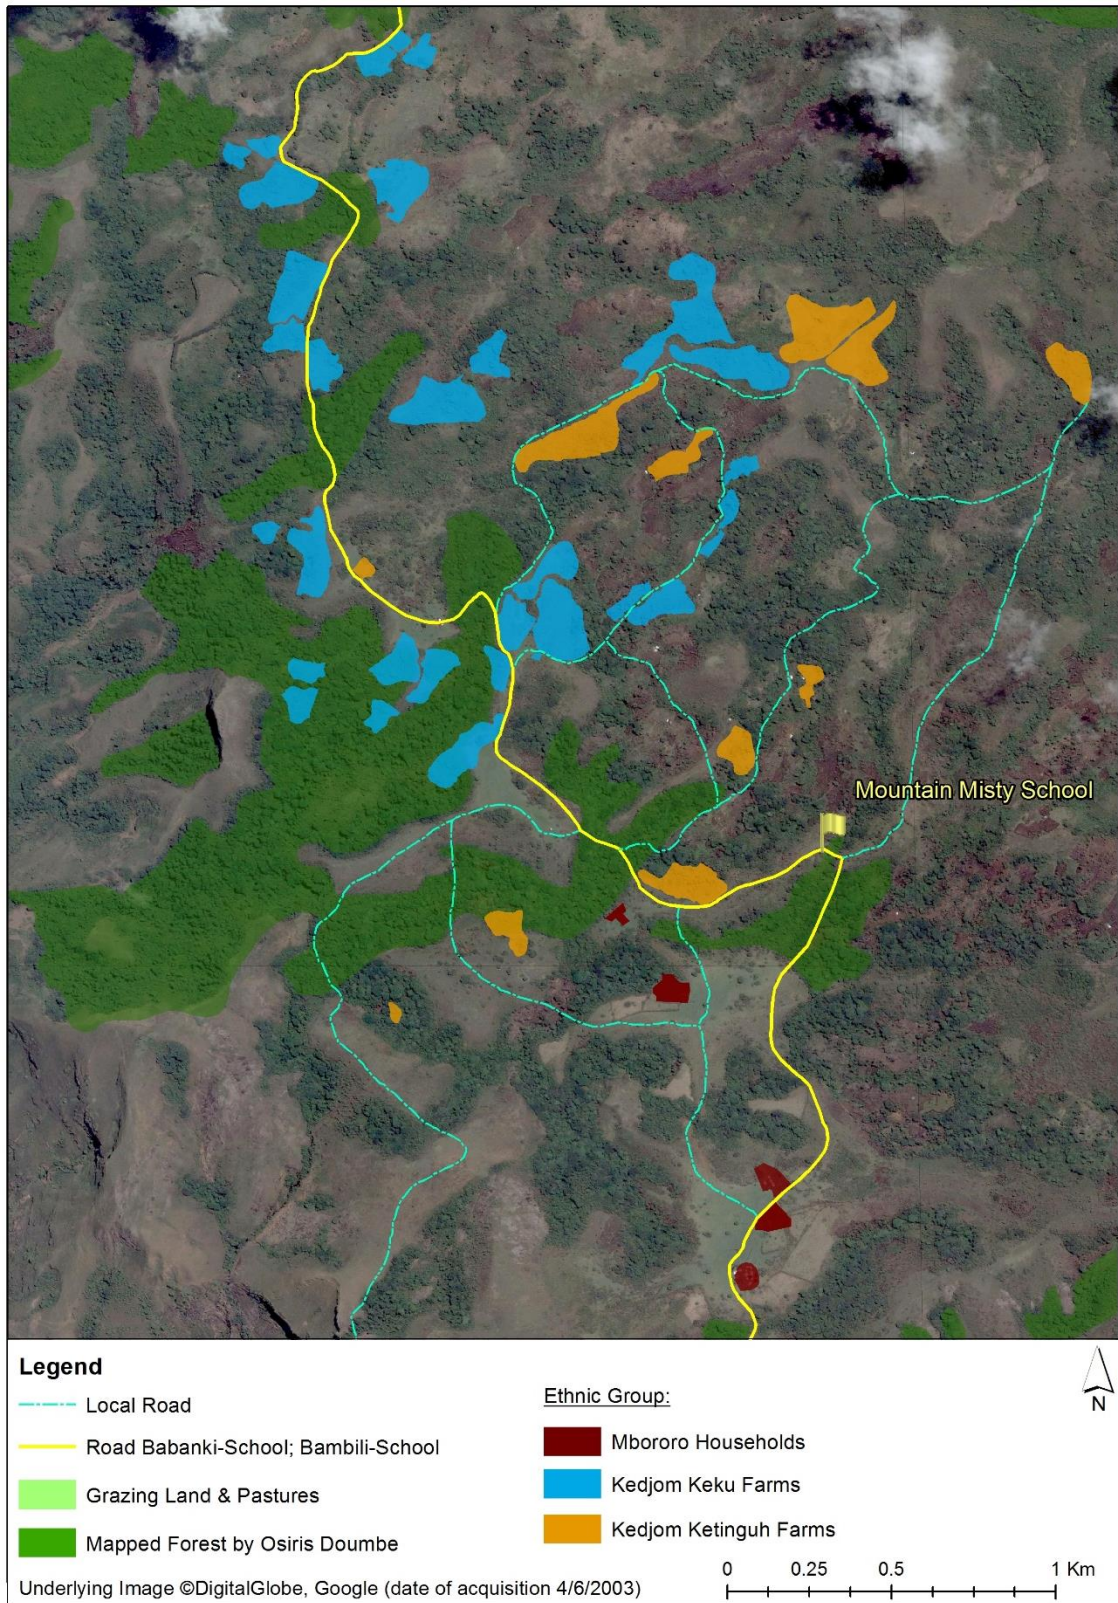 Mountain Misty School
Legend
Local Road
Road Babanki-School; Bambili-School
Grazing Land & Pastures
Mapped Forest by Osiris Doumbe
Ethnic Group:
Mbororo Households
Kedjom Keku Farms
Kedjom Ketinguh Farms
N
Underlying Image ©DigitalGlobe, Google (date of acquisition 4/6/2003)
0 0.25 0.5 1 Km